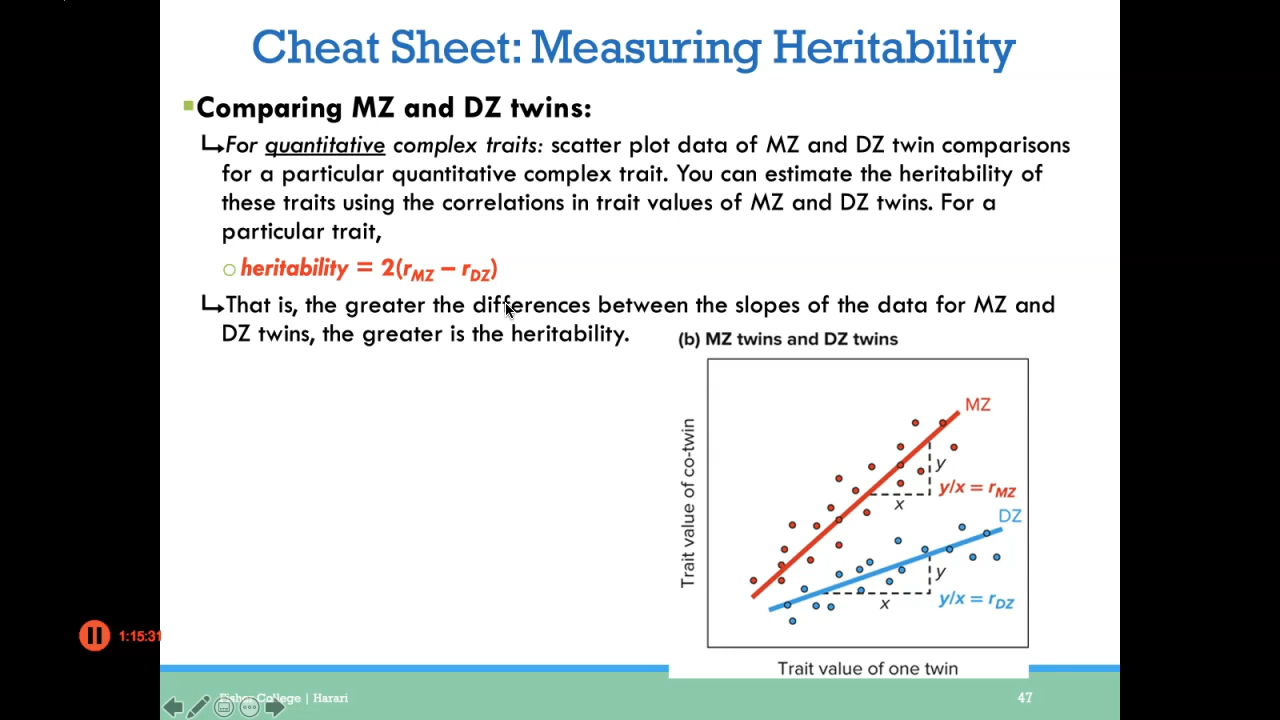 Cheat Sheet: Measuring Heritability
Comparing MZ and DZ twins:
For quantitative complex traits: scatter plot data of MZ and DZ twin comparisons
for a particular quantitative complex trait. You can estimate the heritability of
these traits using the correlations in trait values of MZ and DZ twins. For a
particular trait,
heritability = 2(rMZ – rDZ)
That is, the greater the differences between the slopes of the data for MZ and
DZ twins, the greater is the heritability.
(b) MZ twins and DZ twins
MZ
y
y/x = rMZ
x
DZ
y
y/x = rDZ
x
Trait value of co-twin
Trait value of one twin
1:15:31
Fisher College | Harari
47